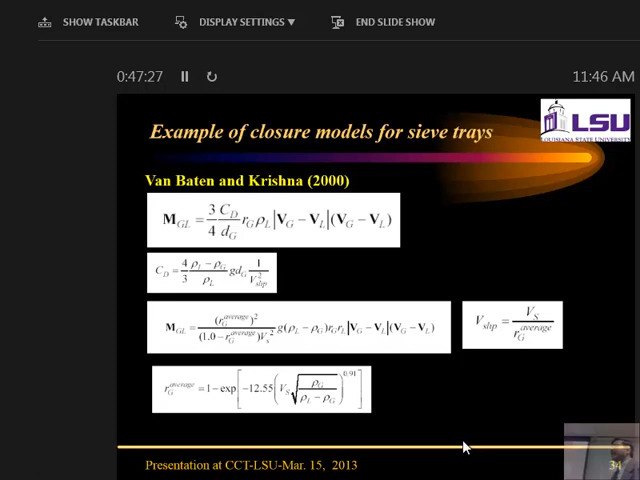 SHOW TASKBAR DISPLAY SETTINGS ▼ END SLIDE SHOW
0:47:27 11:46 AM
LSU
LOUISIANA STATE UNIVERSITY
Example of closure models for sieve trays
Van Baten and Krishna (2000)
M_GL = 3/4 C_D/d_G r_G ρ_L |V_G − V_L| (V_G − V_L)
C_D = 4/3 (ρ_L − ρ_G)/ρ_L g d_G 1/V_slip^2
M_GL = (r_G^average)^2 / ((1.0 − r_G^average) V_s^2) g(ρ_L − ρ_G) r_G r_L |V_G − V_L| (V_G − V_L)
V_slip = V_S / r_G^average
r_G^average = 1 − exp[−12.55 (V_S √(ρ_G / (ρ_L − ρ_G)))^0.91]
Presentation at CCT-LSU-Mar. 15, 2013 34